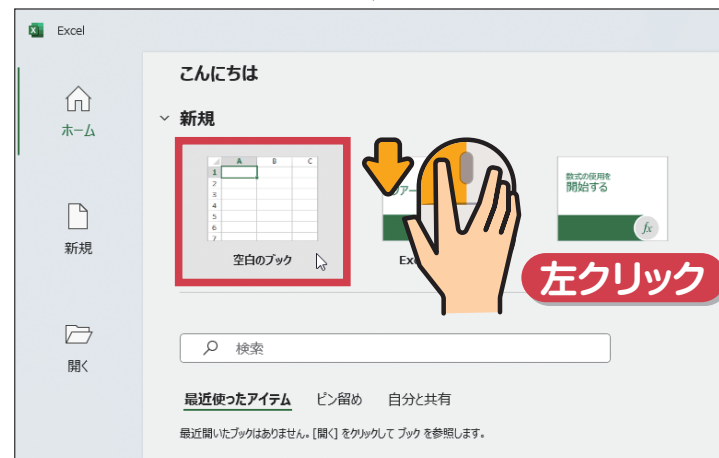 Excel
こんにちは
ホーム
新規
A B C
1
2
3
4
5
6
7
空白のブック
数式の使用を
開始する
fx
左クリック
新規
検索
開く
最近使ったアイテム ピン留め 自分と共有
最近開いたブックはありません。[開く] をクリックして ブック を参照します。